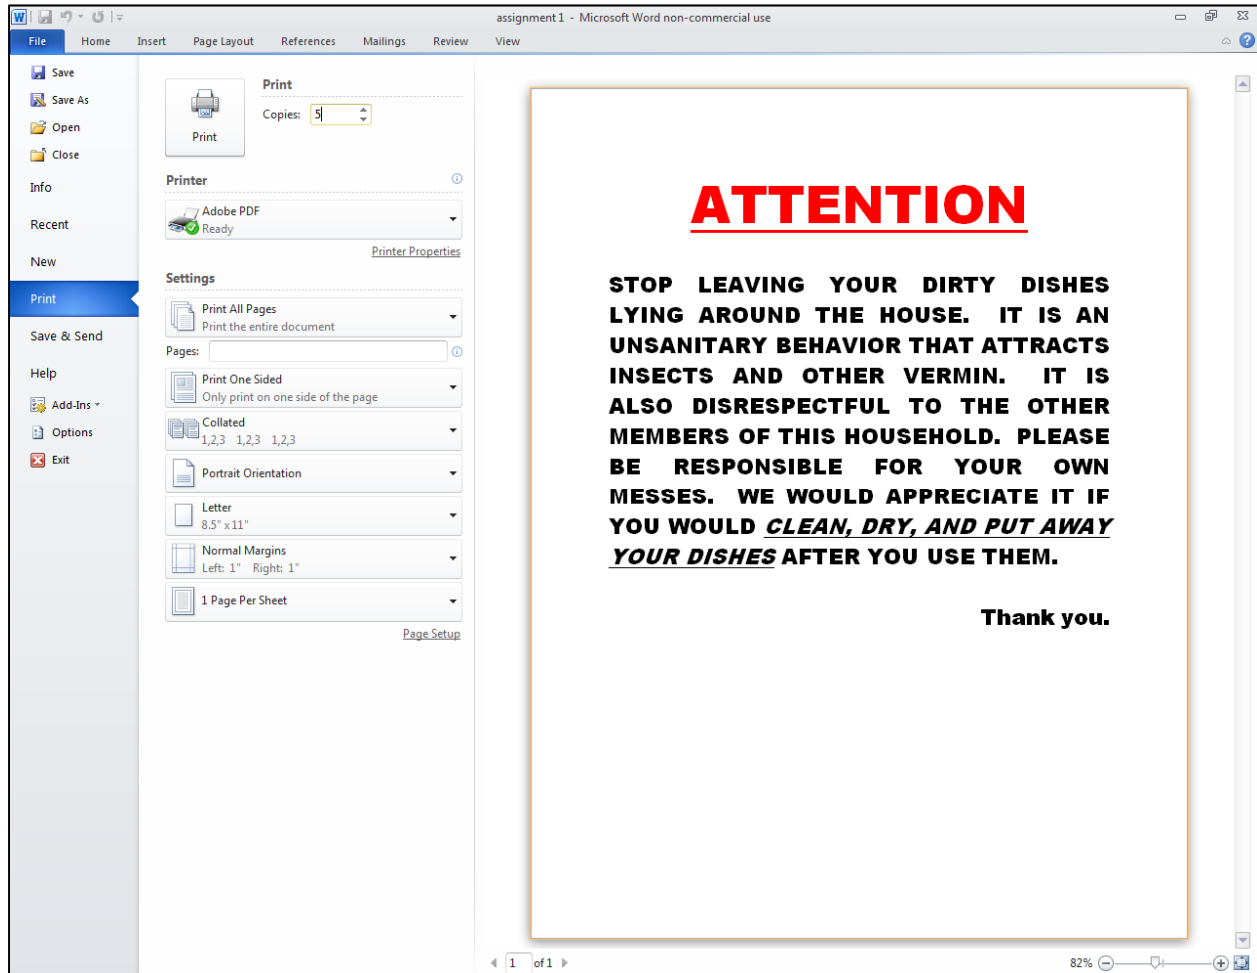 assignment 1 - Microsoft Word non-commercial use
File Home Insert Page Layout References Mailings Review View
Save
Save As
Open
Close
Info
Recent
New
Print
Save & Send
Help
Add-Ins
Options
Exit
Print
Print
Copies: 5
Printer
Adobe PDF
Ready
Printer Properties
Settings
Print All Pages
Print the entire document
Pages:
Print One Sided
Only print on one side of the page
Collated
1,2,3 1,2,3 1,2,3
Portrait Orientation
Letter
8.5" x 11"
Normal Margins
Left: 1" Right: 1"
1 Page Per Sheet
Page Setup
ATTENTION
STOP LEAVING YOUR DIRTY DISHES
LYING AROUND THE HOUSE. IT IS AN
UNSANITARY BEHAVIOR THAT ATTRACTS
INSECTS AND OTHER VERMIN. IT IS
ALSO DISRESPECTFUL TO THE OTHER
MEMBERS OF THIS HOUSEHOLD. PLEASE
BE RESPONSIBLE FOR YOUR OWN
MESSES. WE WOULD APPRECIATE IT IF
YOU WOULD CLEAN, DRY, AND PUT AWAY
YOUR DISHES AFTER YOU USE THEM.
Thank you.
1 of 1
82%